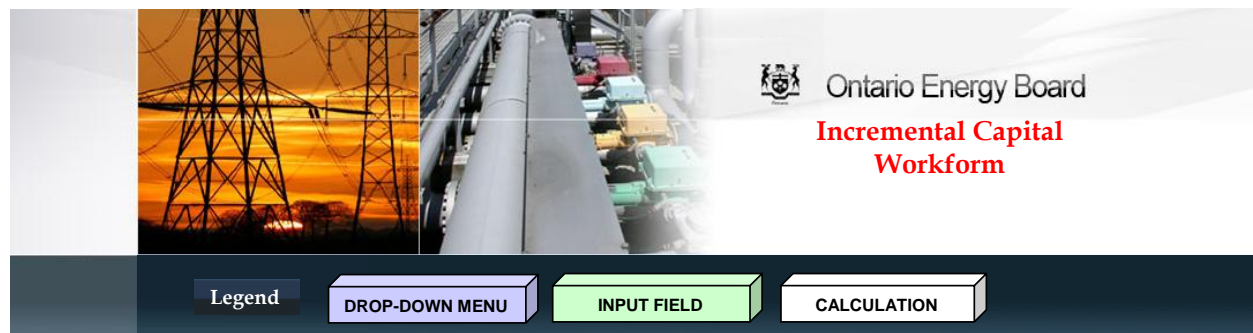 Ontario Energy Board
Incremental Capital
Workform
Legend
DROP-DOWN MENU
INPUT FIELD
CALCULATION